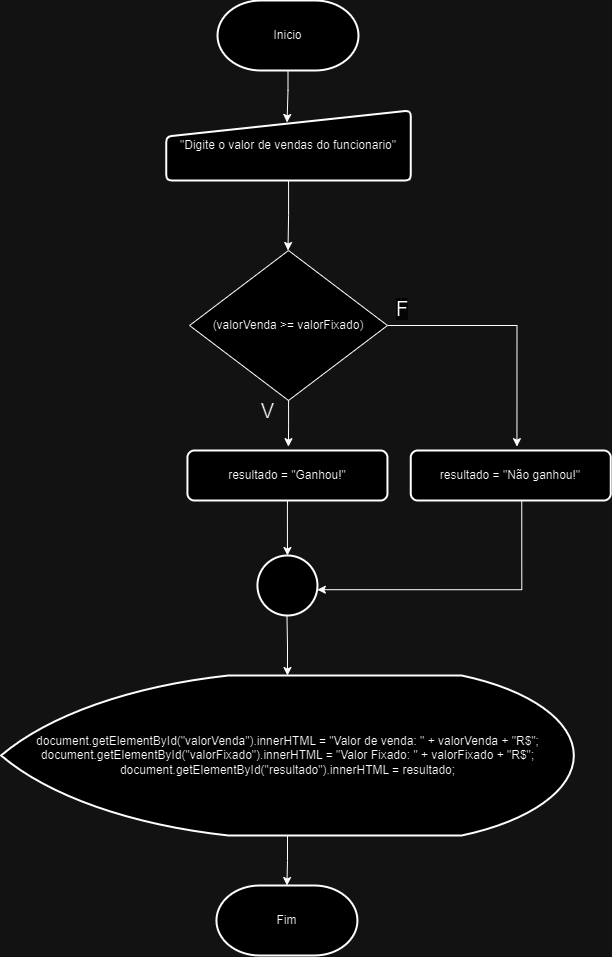 Inicio
"Digite o valor de vendas do funcionario"
(valorVenda >= valorFixado)
F
V
resultado = "Ganhou!"
resultado = "Não ganhou!"
document.getElementById("valorVenda").innerHTML = "Valor de venda: " + valorVenda + "R$";
document.getElementById("valorFixado").innerHTML = "Valor Fixado: " + valorFixado + "R$";
document.getElementById("resultado").innerHTML = resultado;
Fim